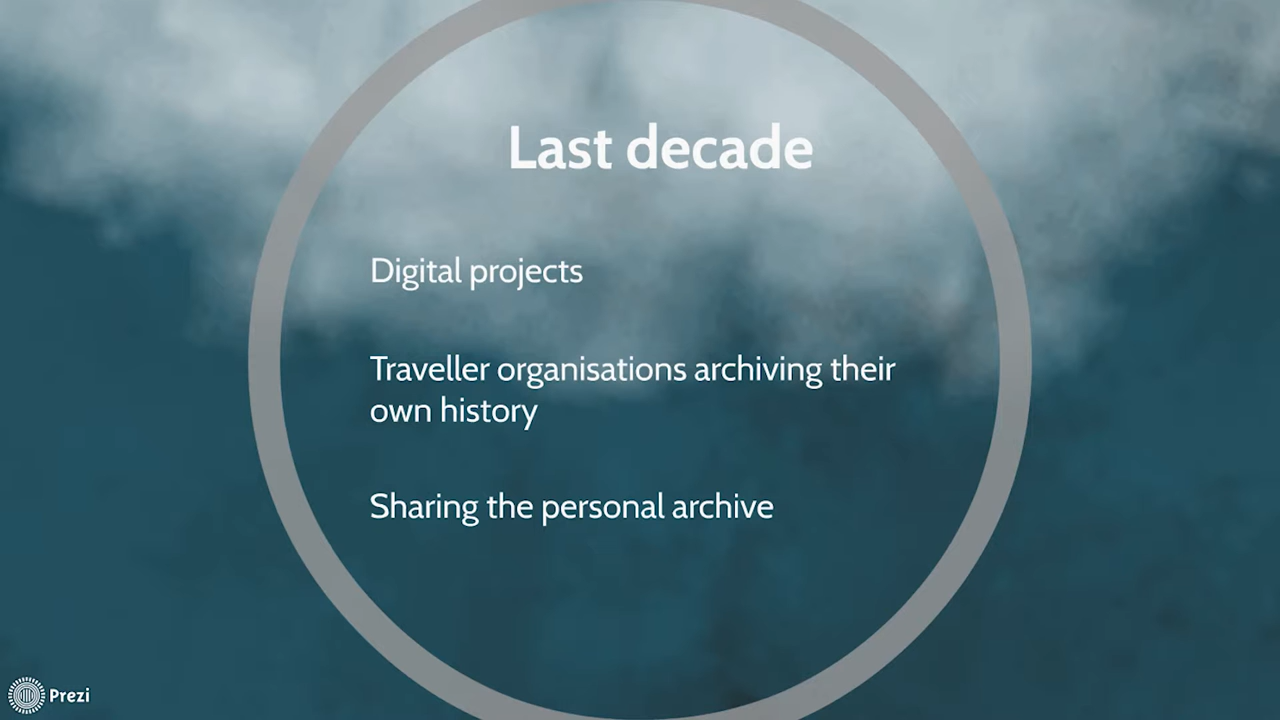 Last decade
Digital projects
Traveller organisations archiving their
own history
Sharing the personal archive
Prezi